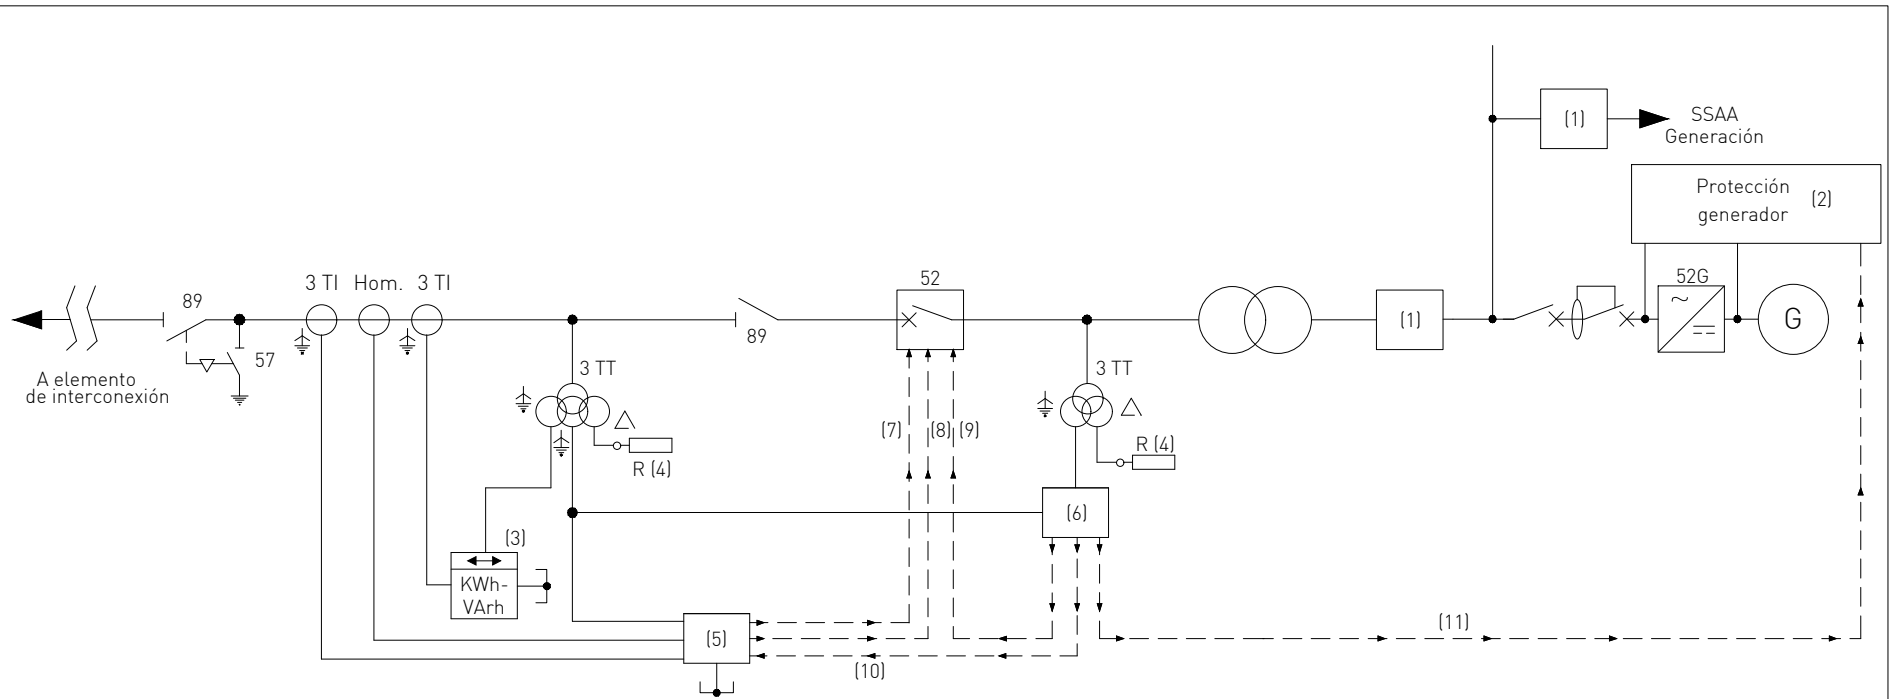 (1)
SSAA
Generación
Protección
generador
(2)
3 TI
Hom.
3 TI
52
52G
89
89
57
(1)
G
A elemento
de interconexión
3 TT
3 TT
(7)
(8)
(9)
R (4)
R (4)
(3)
(6)
KWh-
VArh
(5)
(10)
(11)